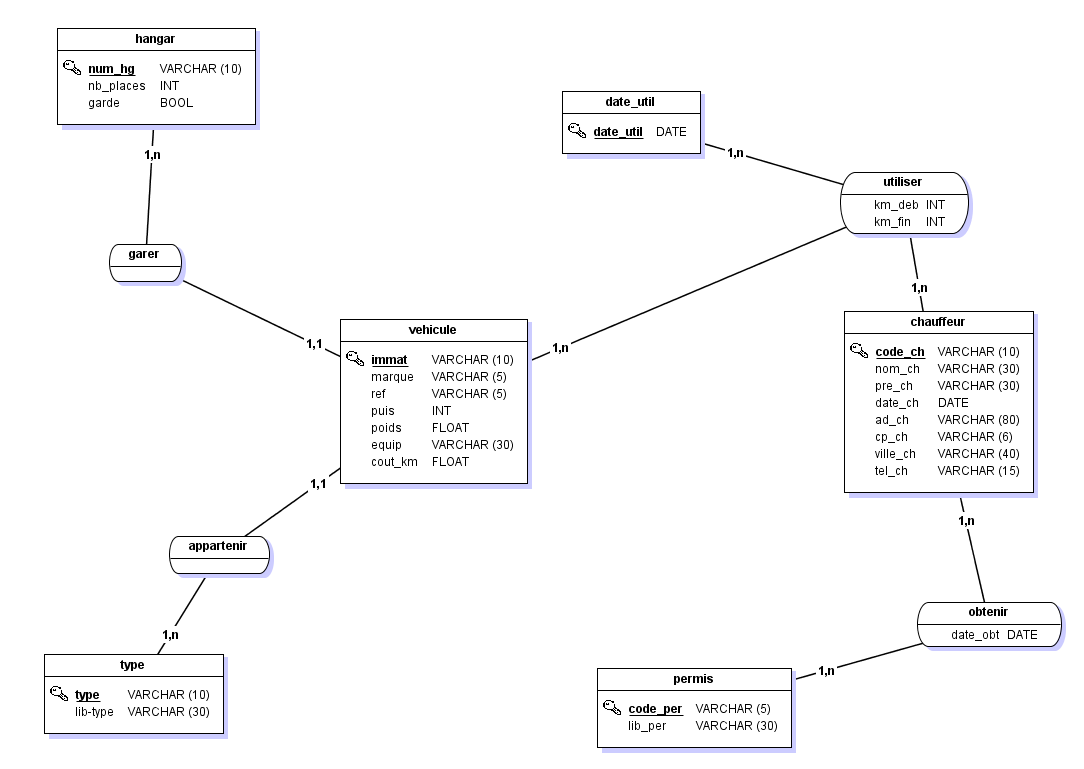 hangar
num_hg VARCHAR (10)
nb_places INT
garde BOOL
1,n
garer
1,1
date_util
date_util DATE
1,n
utiliser
km_deb INT
km_fin INT
1,n
1,n
vehicule
immat VARCHAR (10)
marque VARCHAR (5)
ref VARCHAR (5)
puis INT
poids FLOAT
equip VARCHAR (30)
cout_km FLOAT
chauffeur
code_ch VARCHAR (10)
nom_ch VARCHAR (30)
pre_ch VARCHAR (30)
date_ch DATE
ad_ch VARCHAR (80)
cp_ch VARCHAR (6)
ville_ch VARCHAR (40)
tel_ch VARCHAR (15)
1,1
appartenir
1,n
type
type VARCHAR (10)
lib-type VARCHAR (30)
1,n
obtenir
date_obt DATE
1,n
permis
code_per VARCHAR (5)
lib_per VARCHAR (30)